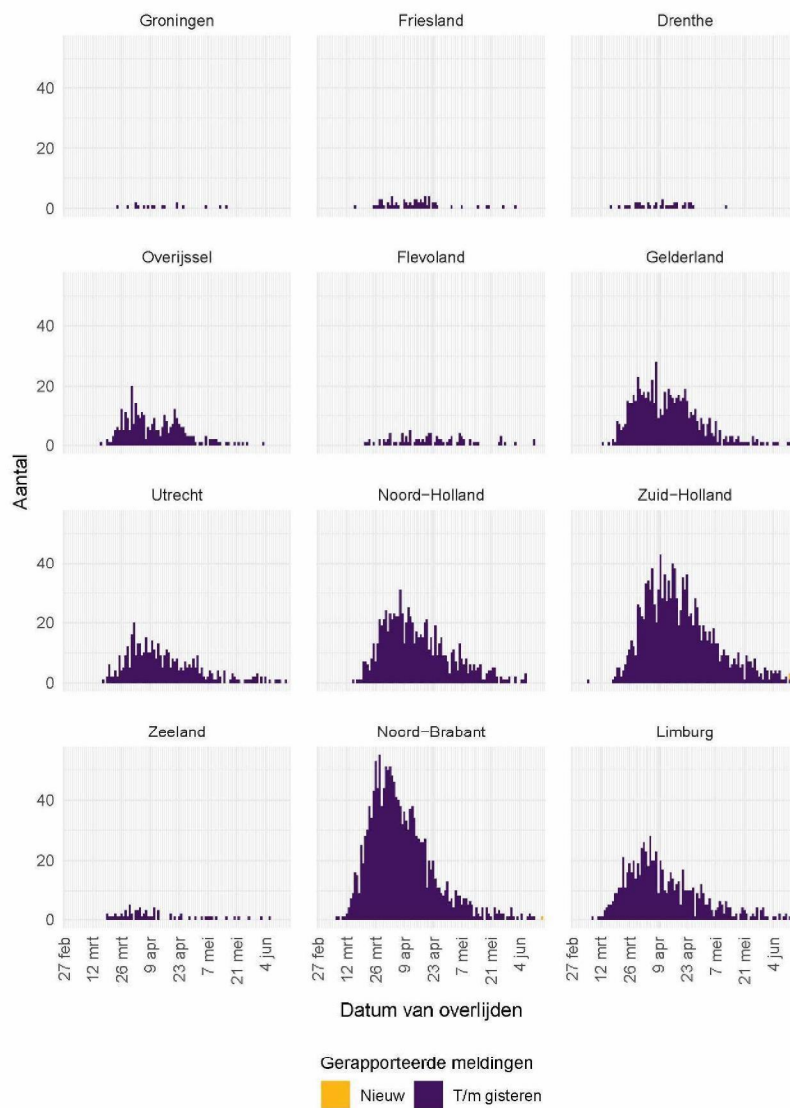 Groningen Friesland Drenthe
40
20
0
Overijssel Flevoland Gelderland
40
20
0
Utrecht Noord−Holland Zuid−Holland
40
20
0
Zeeland Noord−Brabant Limburg
40
20
0
Aantal
27 feb 12 mrt 26 mrt 9 apr 23 apr 7 mei 21 mei 4 jun 27 feb 12 mrt 26 mrt 9 apr 23 apr 7 mei 21 mei 4 jun 27 feb 12 mrt 26 mrt 9 apr 23 apr 7 mei 21 mei 4 jun
Datum van overlijden
Gerapporteerde meldingen
Nieuw T/m gisteren